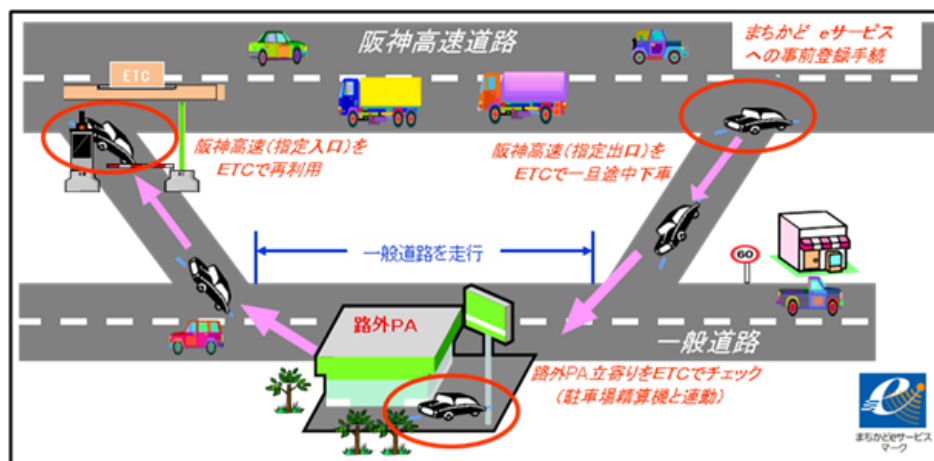 阪神高速道路
まちかど eサービス
への事前登録手続
ETC
阪神高速(指定入口)を
ETCで再利用
阪神高速(指定出口)を
ETCで一旦途中下車
一般道路を走行
60
路外PA
一般道路
路外PA立寄りをETCでチェック
(駐車場精算機と連動)
e
まちかどeサービス
マーク